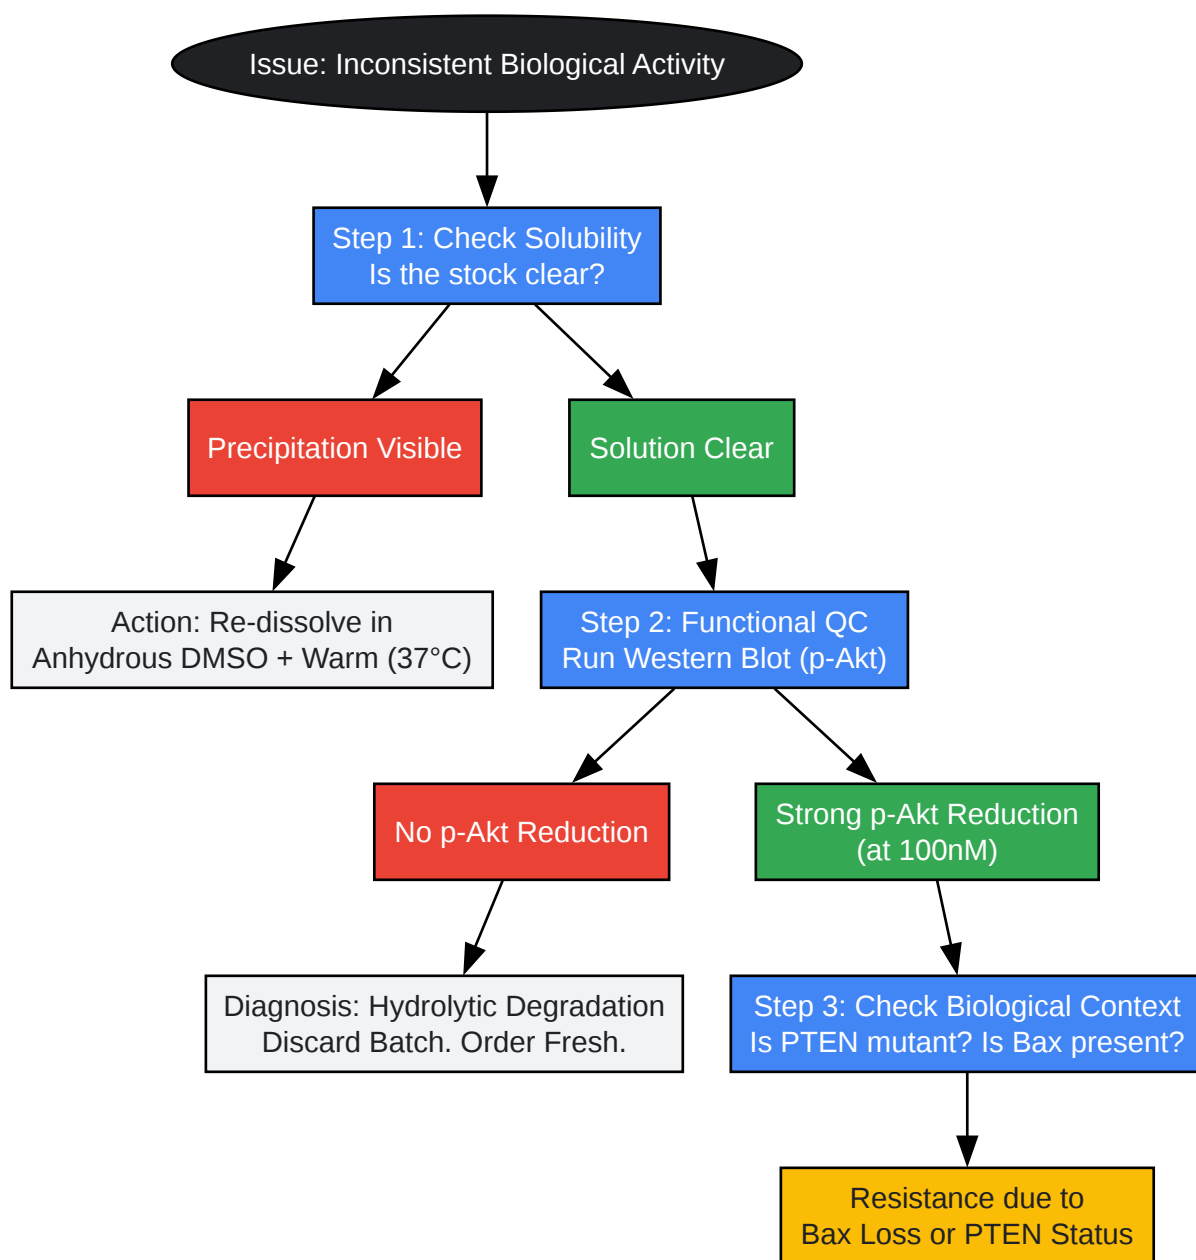 Issue: Inconsistent Biological Activity
Step 1: Check Solubility
Is the stock clear?
Precipitation Visible
Solution Clear
Action: Re-dissolve in
Anhydrous DMSO + Warm (37°C)
Step 2: Functional QC
Run Western Blot (p-Akt)
No p-Akt Reduction
Strong p-Akt Reduction
(at 100nM)
Diagnosis: Hydrolytic Degradation
Discard Batch. Order Fresh.
Step 3: Check Biological Context
Is PTEN mutant? Is Bax present?
Resistance due to
Bax Loss or PTEN Status